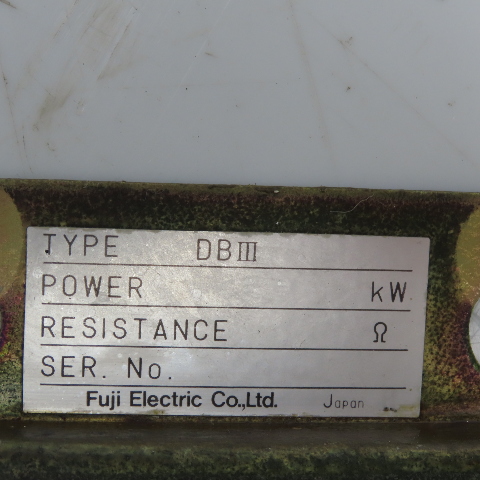 TYPE DBIII
POWER kW
RESISTANCE Ω
SER. No.
Fuji Electric Co.,Ltd. Japan